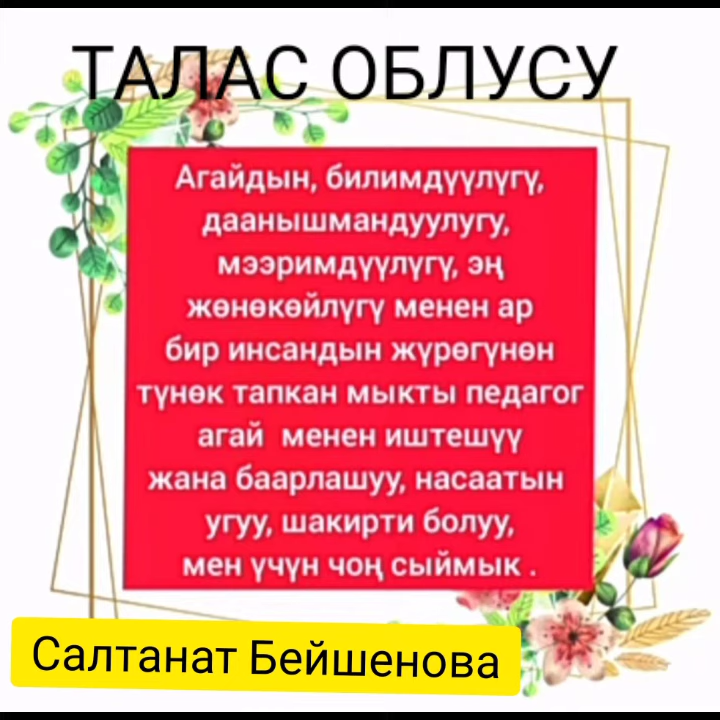 ТАЛАС ОБЛУСУ
Агайдын, билимдүүлүгү,
даанышмандуулугу,
мээримдүүлүгү, эң
жөнөкөйлүгү менен ар
бир инсандын жүрөгүнөн
түнөк тапкан мыкты педагог
агай менен иштешүү
жана баарлашуу, насаатын
угуу, шакирти болуу,
мен үчүн чоң сыймык .
Салтанат Бейшенова